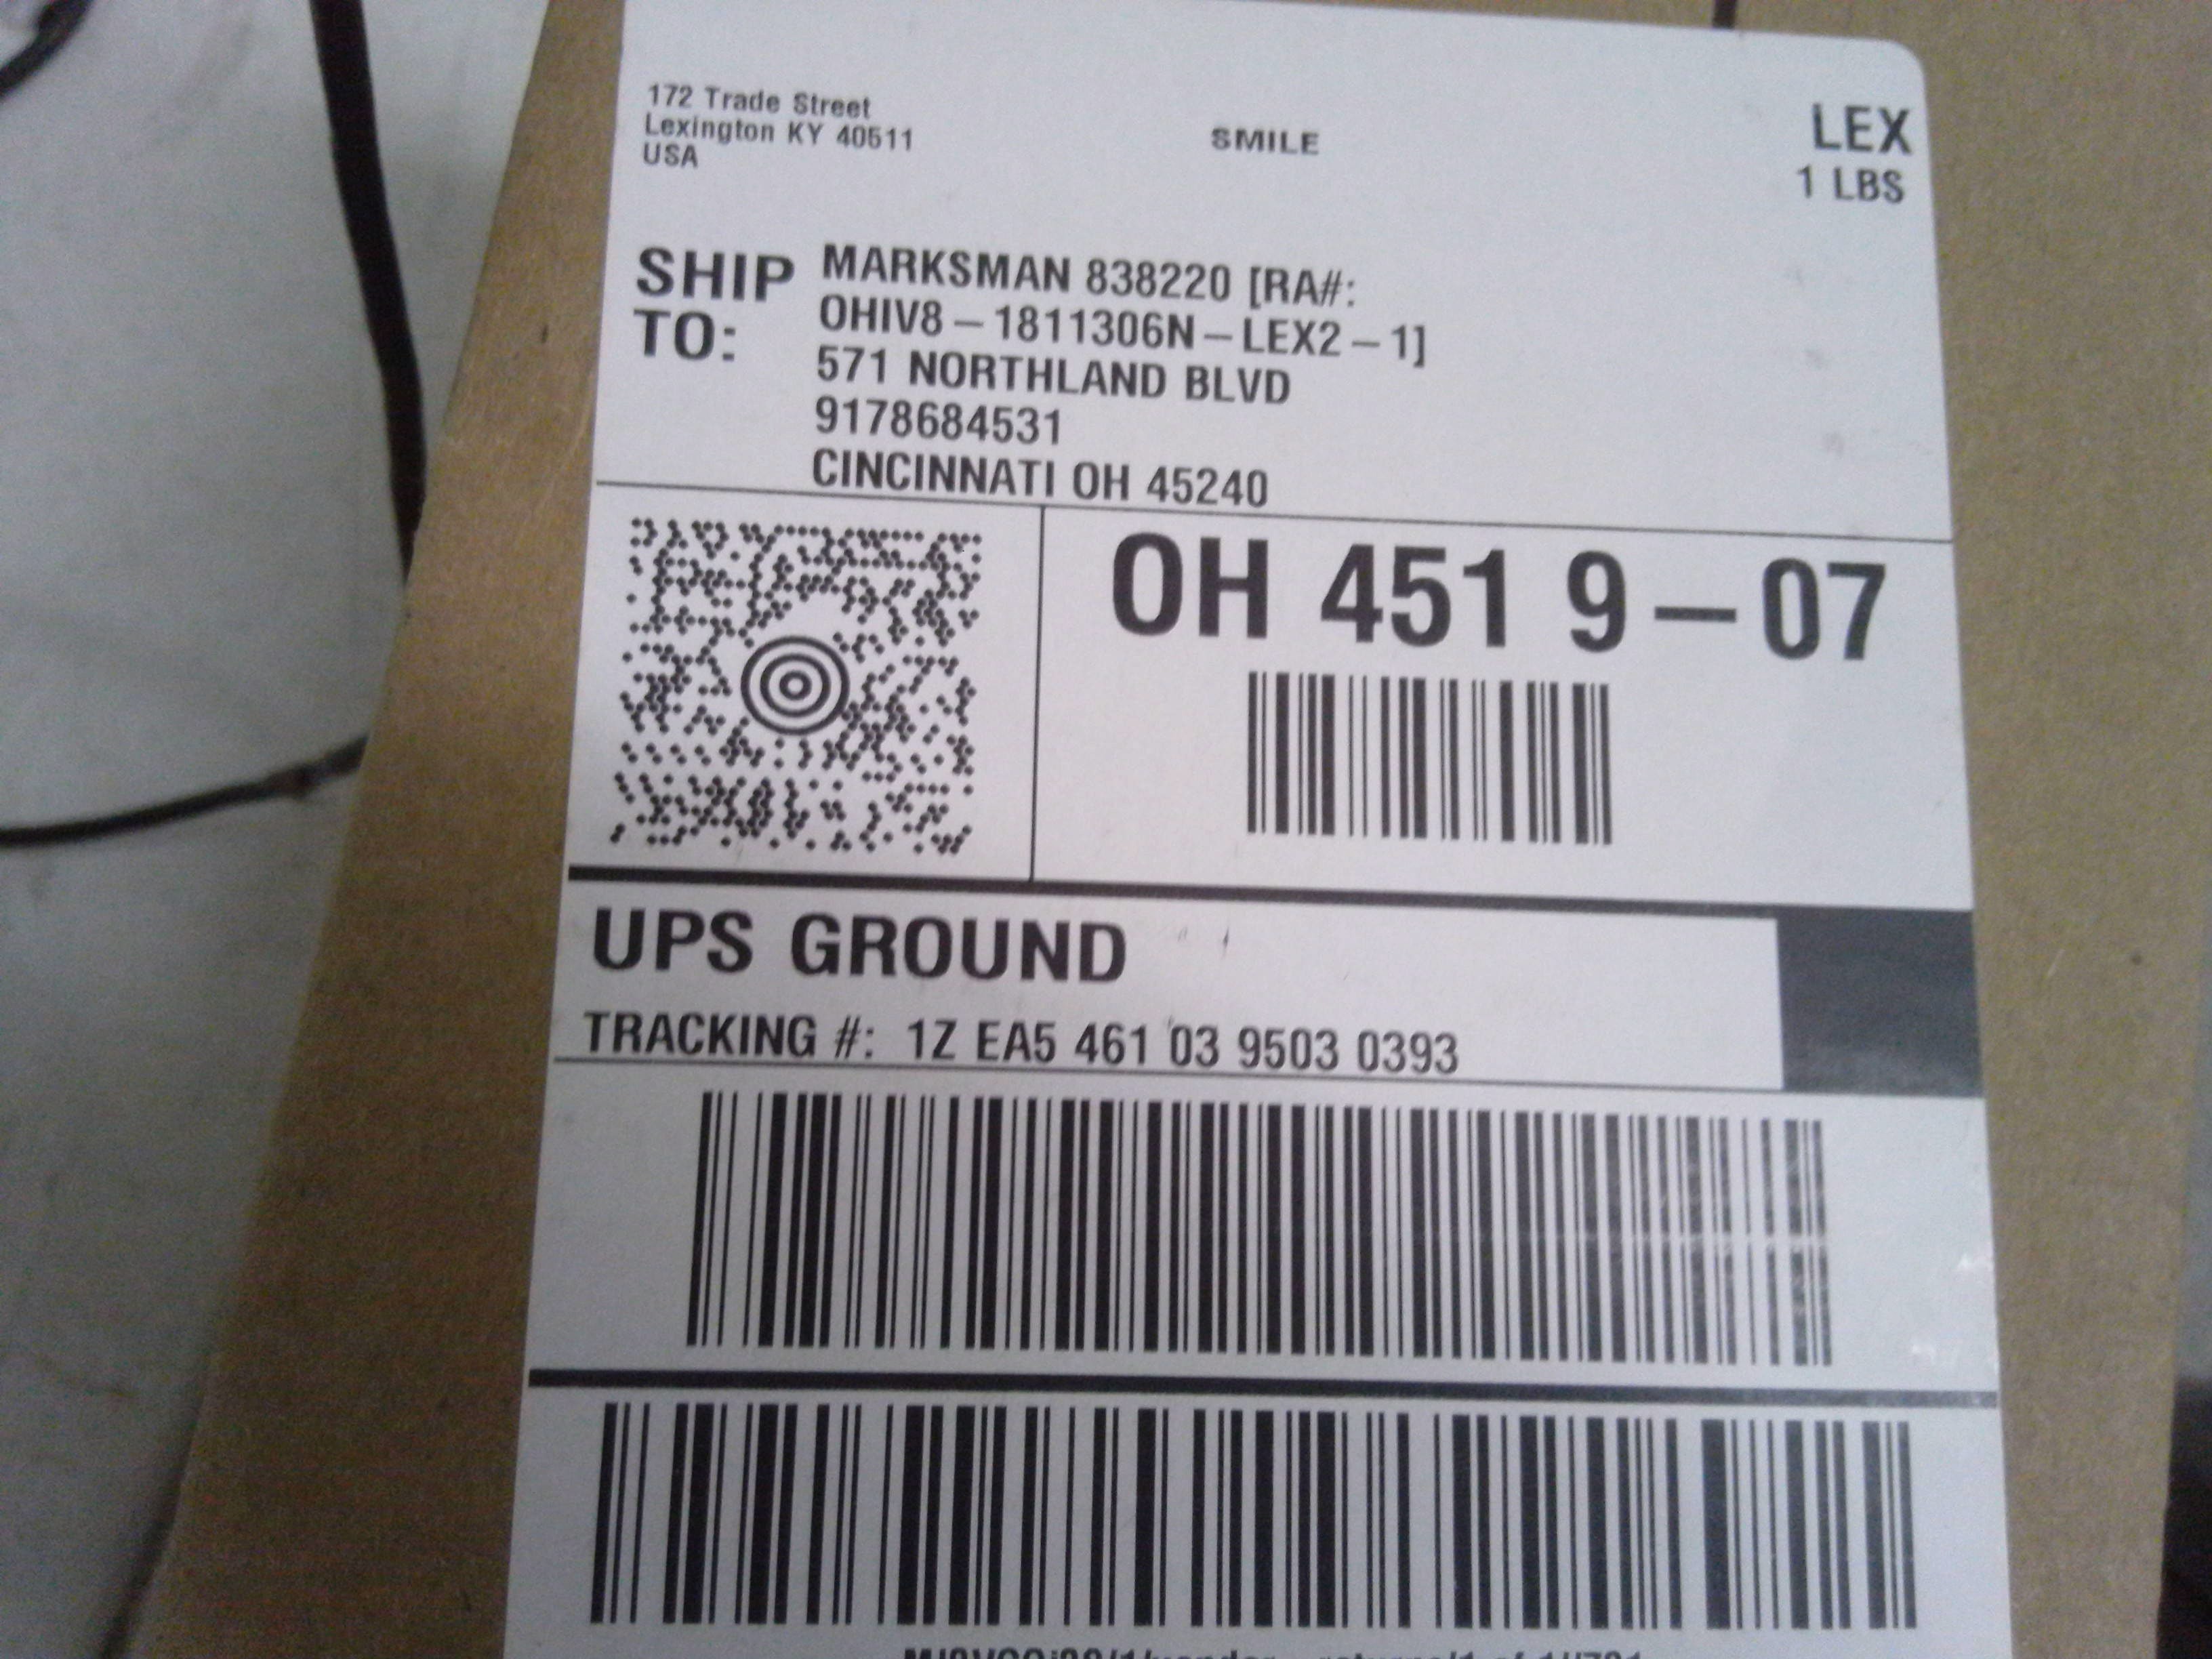 172 Trade Street
Lexington KY 40511
USA
SMILE
LEX
1 LBS
SHIP TO:
MARKSMAN 838220 [RA#:
OHIV8 – 1811306N – LEX2 – 1]
571 NORTHLAND BLVD
9178684531
CINCINNATI OH 45240
OH 451 9 – 07
UPS GROUND
TRACKING #: 1Z EA5 461 03 9503 0393